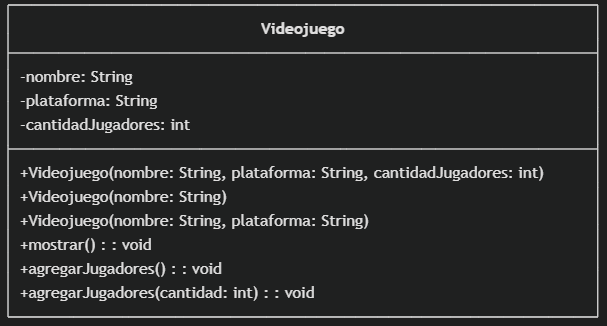 Videojuego
-nombre: String
-plataforma: String
-cantidadJugadores: int
+Videojuego(nombre: String, plataforma: String, cantidadJugadores: int)
+Videojuego(nombre: String)
+Videojuego(nombre: String, plataforma: String)
+mostrar() : : void
+agregarJugadores() : : void
+agregarJugadores(cantidad: int) : : void